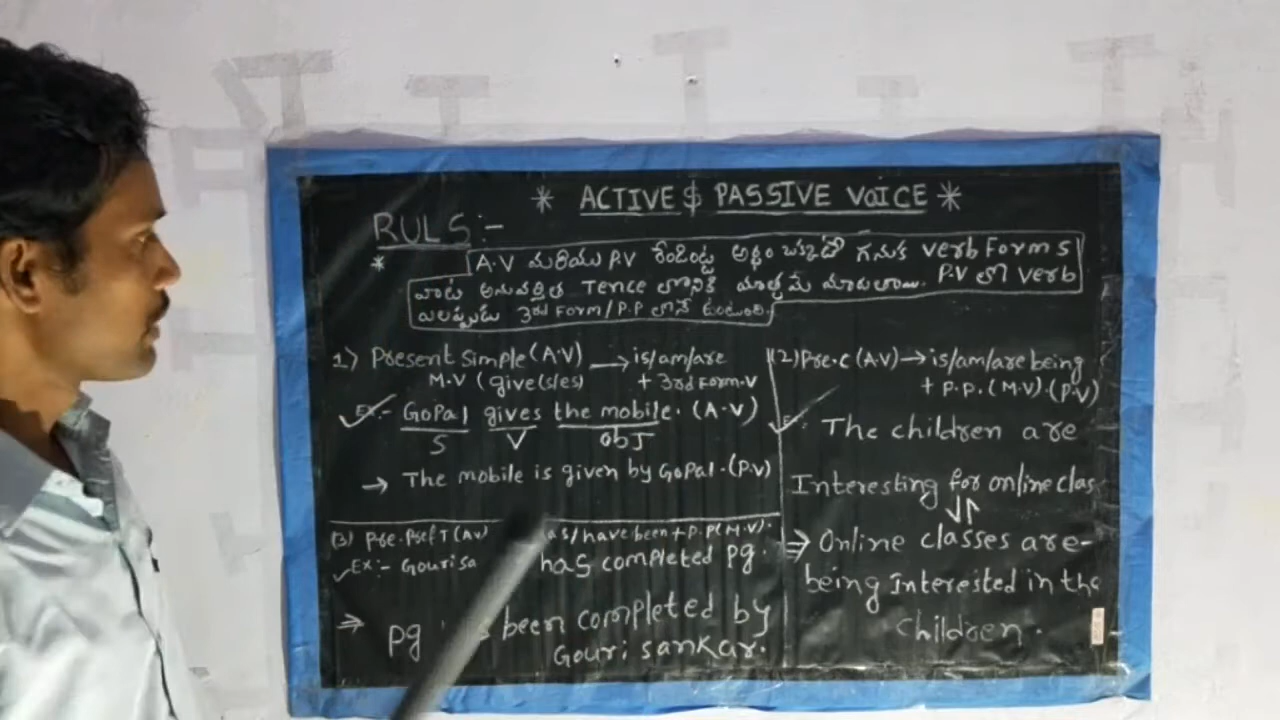 * ACTIVE $ PASSIVE VOICE *
RULS:-
* A.V మరియు P.V రెండింట్ల అర్థం ఒక్కటే గనుక verb Forms
వాటి అనువర్తిత Tence లోనికి మాత్రమే మారుతాయి. P.V లో verb
ఎల్లప్పుడు 3rd Form/P.P లోనే ఉంటుంది.
1) Present simple (A.V) → is/am/are
M.V (give(s/es) + 3rd Form.V
Ex:- GoPal gives the mobile. (A.V)
S V obJ
→ The mobile is given by GoPal.(P.V)
(2) Pre.C (A.V) → is/am/are being
+ p.p.(M.V).(P.V)
The children are
Interesting for online clas
⇒ Online classes are-
being Interested in the
children.
(3) Pre.PrefT (A.V) as/have been + P.P(M.V).
Ex:- Gourisa has completed pg.
⇒ pg been completed by
Gouri sankar.